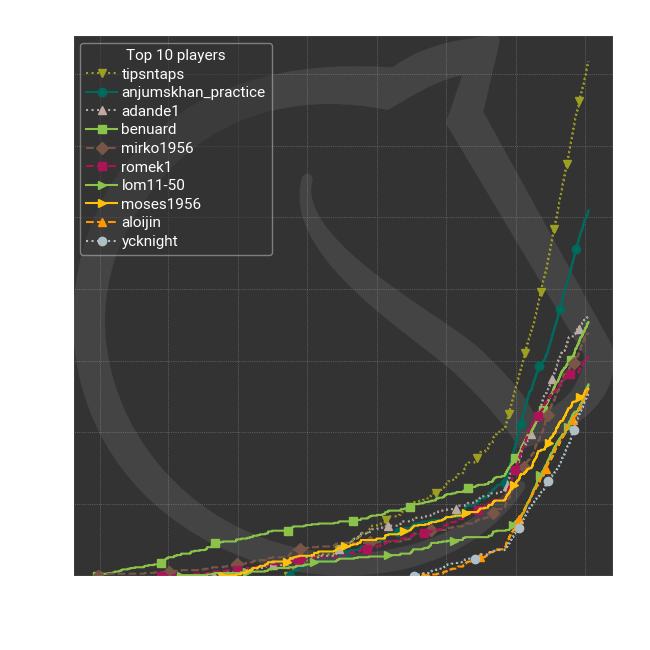 Top 10 players
tipsntaps
anjumskhan_practice
adande1
benuard
mirko1956
romek1
lom11-50
moses1956
aloijin
ycknight